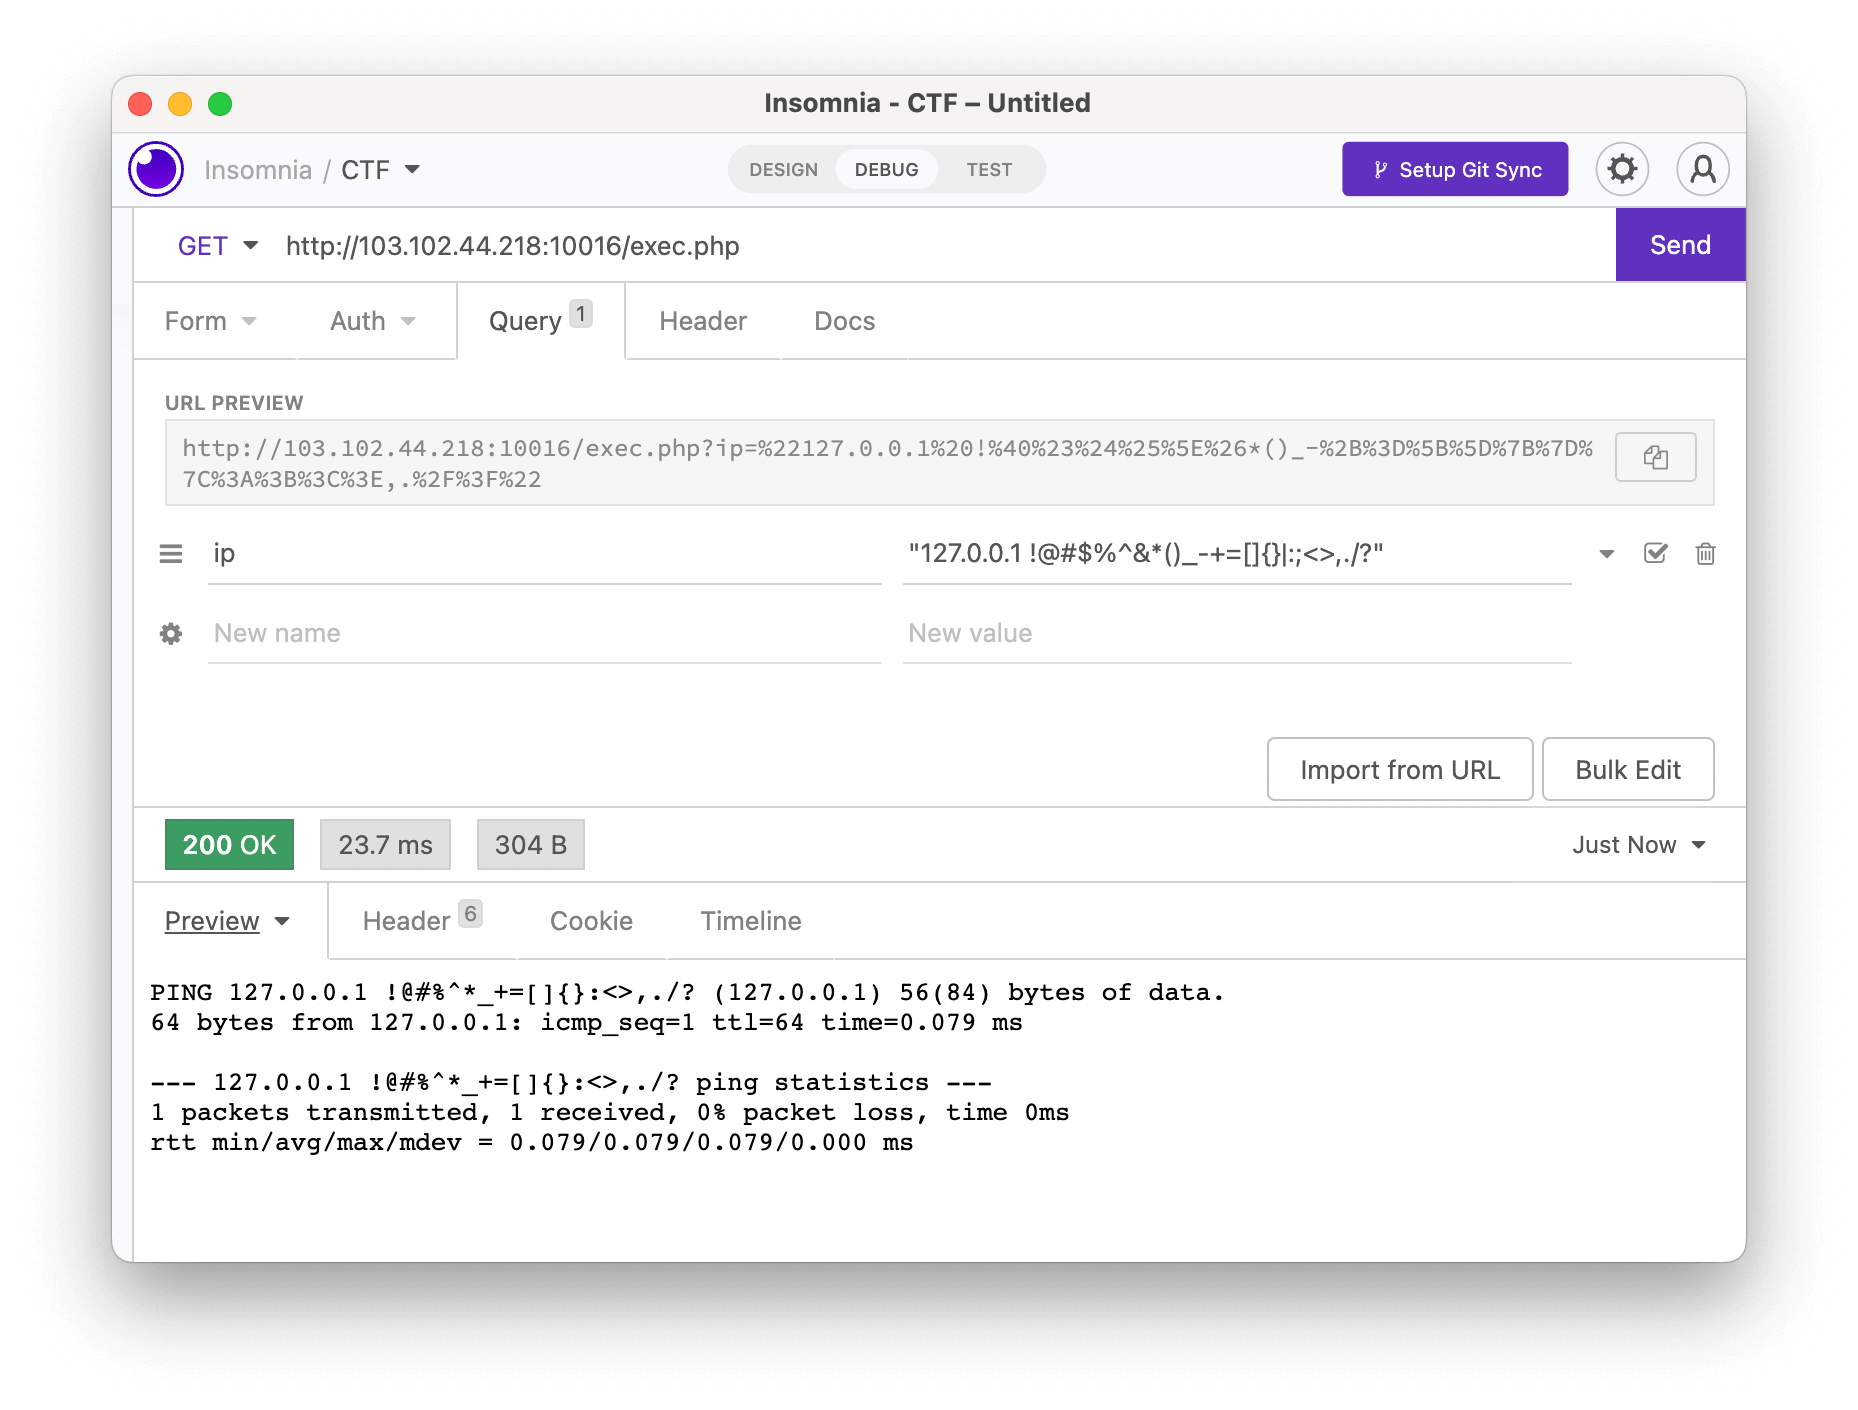 Insomnia - CTF – Untitled
Insomnia / CTF
DESIGN DEBUG TEST
Setup Git Sync
GET http://103.102.44.218:10016/exec.php
Send
Form Auth Query 1 Header Docs
URL PREVIEW
http://103.102.44.218:10016/exec.php?ip=%22127.0.0.1%20!%40%23%24%25%5E%26*()_-%2B%3D%5B%5D%7B%7D%
7C%3A%3B%3C%3E,.%2F%3F%22
ip "127.0.0.1 !@#$%^&*()_-+=[]{}|:;<>,./?"
New name New value
Import from URL Bulk Edit
200 OK 23.7 ms 304 B Just Now
Preview Header 6 Cookie Timeline
PING 127.0.0.1 !@#%^*_+=[]{}:<>,./? (127.0.0.1) 56(84) bytes of data.
64 bytes from 127.0.0.1: icmp_seq=1 ttl=64 time=0.079 ms
--- 127.0.0.1 !@#%^*_+=[]{}:<>,./? ping statistics ---
1 packets transmitted, 1 received, 0% packet loss, time 0ms
rtt min/avg/max/mdev = 0.079/0.079/0.079/0.000 ms